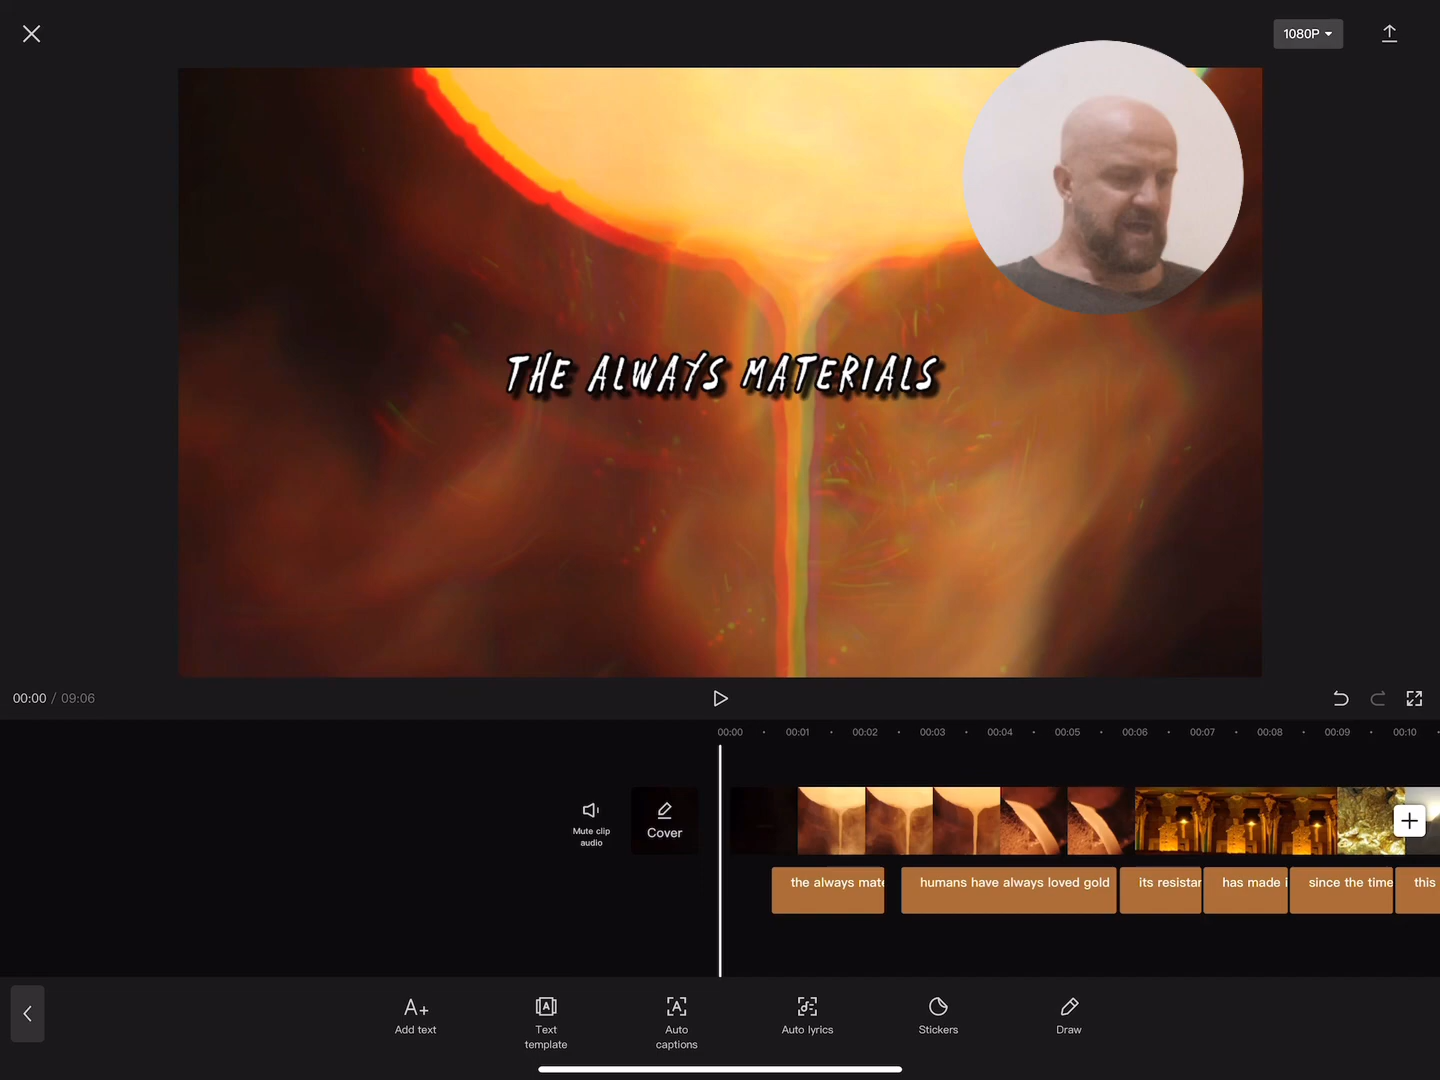 1080P
THE ALWAYS MATERIALS
00:00 / 09:06
00:00 00:01 00:02 00:03 00:04 00:05 00:06 00:07 00:08 00:09 00:10
Mute clip
audio
Cover
the always mate
humans have always loved gold
its resistan
has made i
since the time
this
A+
Add text
Text
template
Auto
captions
Auto lyrics
Stickers
Draw